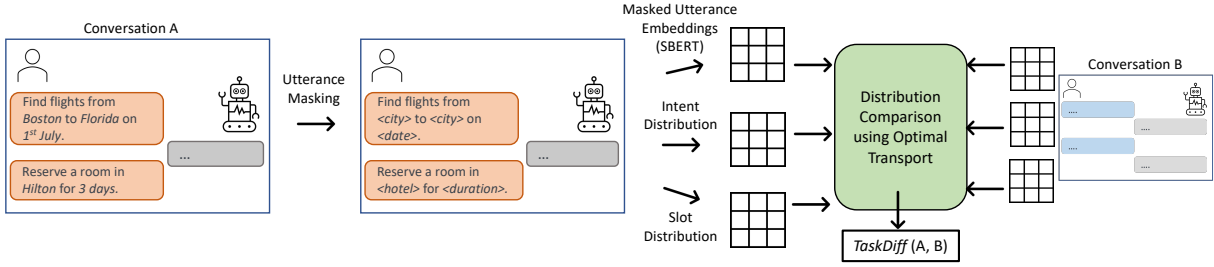 Conversation A
Find flights from
Boston to Florida on
1st July.
...
Reserve a room in
Hilton for 3 days.
Utterance
Masking
Find flights from
<city> to <city> on
<date>.
...
Reserve a room in
<hotel> for <duration>.
Masked Utterance
Embeddings
(SBERT)
Intent
Distribution
Slot
Distribution
Distribution
Comparison
using Optimal
Transport
TaskDiff (A, B)
Conversation B
....
....
....
....